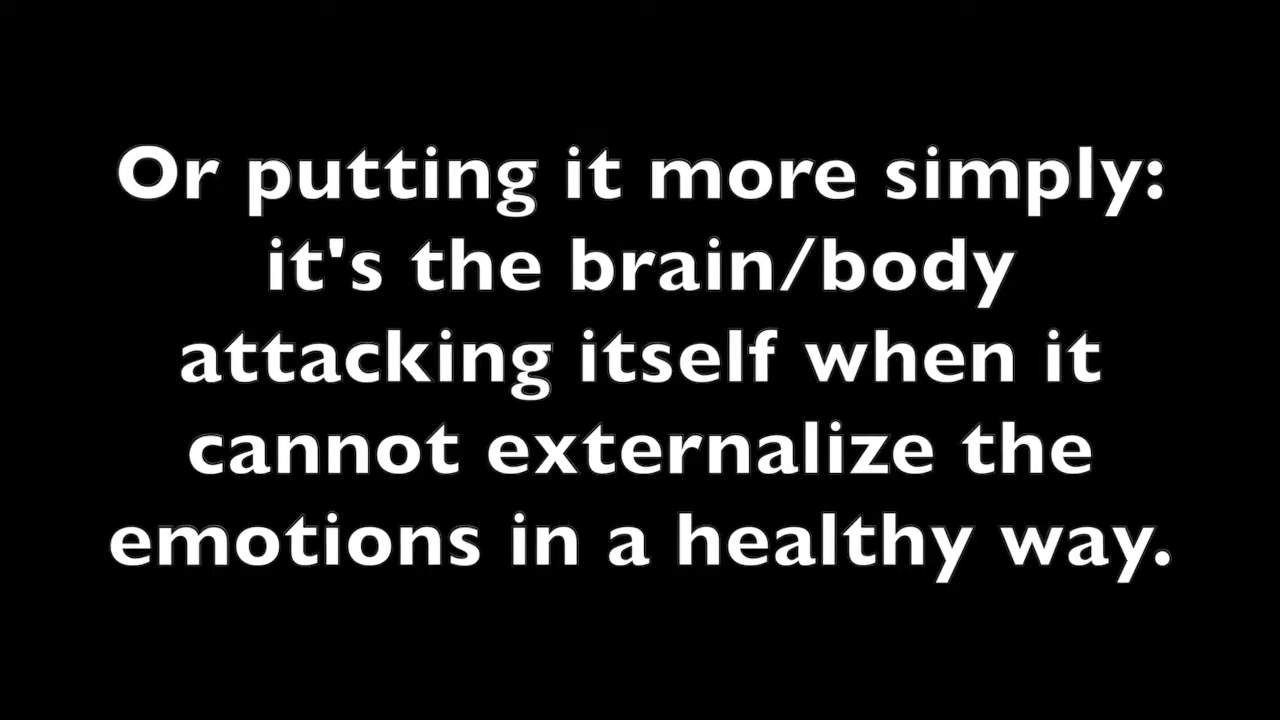 Or putting it more simply:
it's the brain/body
attacking itself when it
cannot externalize the
emotions in a healthy way.